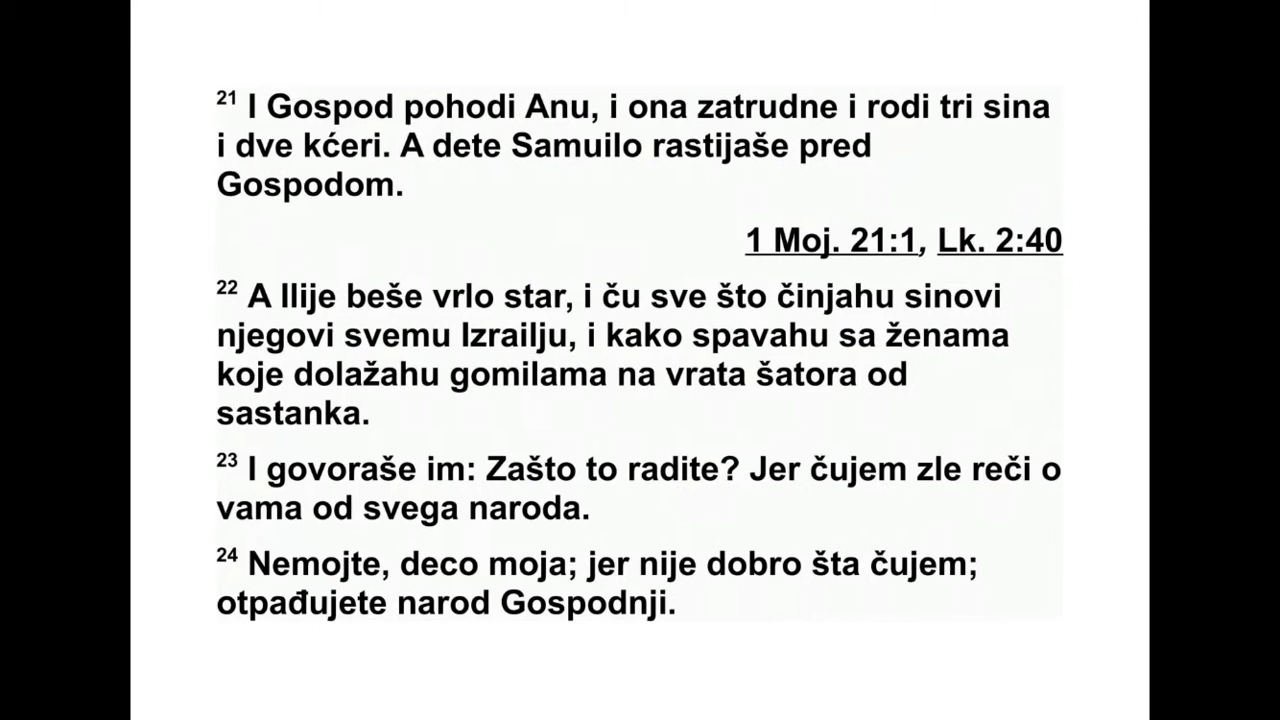 21 I Gospod pohodi Anu, i ona zatrudne i rodi tri sina
i dve kćeri. A dete Samuilo rastijaše pred
Gospodom.
1 Moj. 21:1, Lk. 2:40
22 A Ilije beše vrlo star, i ču sve što činjahu sinovi
njegovi svemu Izrailju, i kako spavahu sa ženama
koje dolažahu gomilama na vrata šatora od
sastanka.
23 I govoraše im: Zašto to radite? Jer čujem zle reči o
vama od svega naroda.
24 Nemojte, deco moja; jer nije dobro šta čujem;
otpađujete narod Gospodnji.